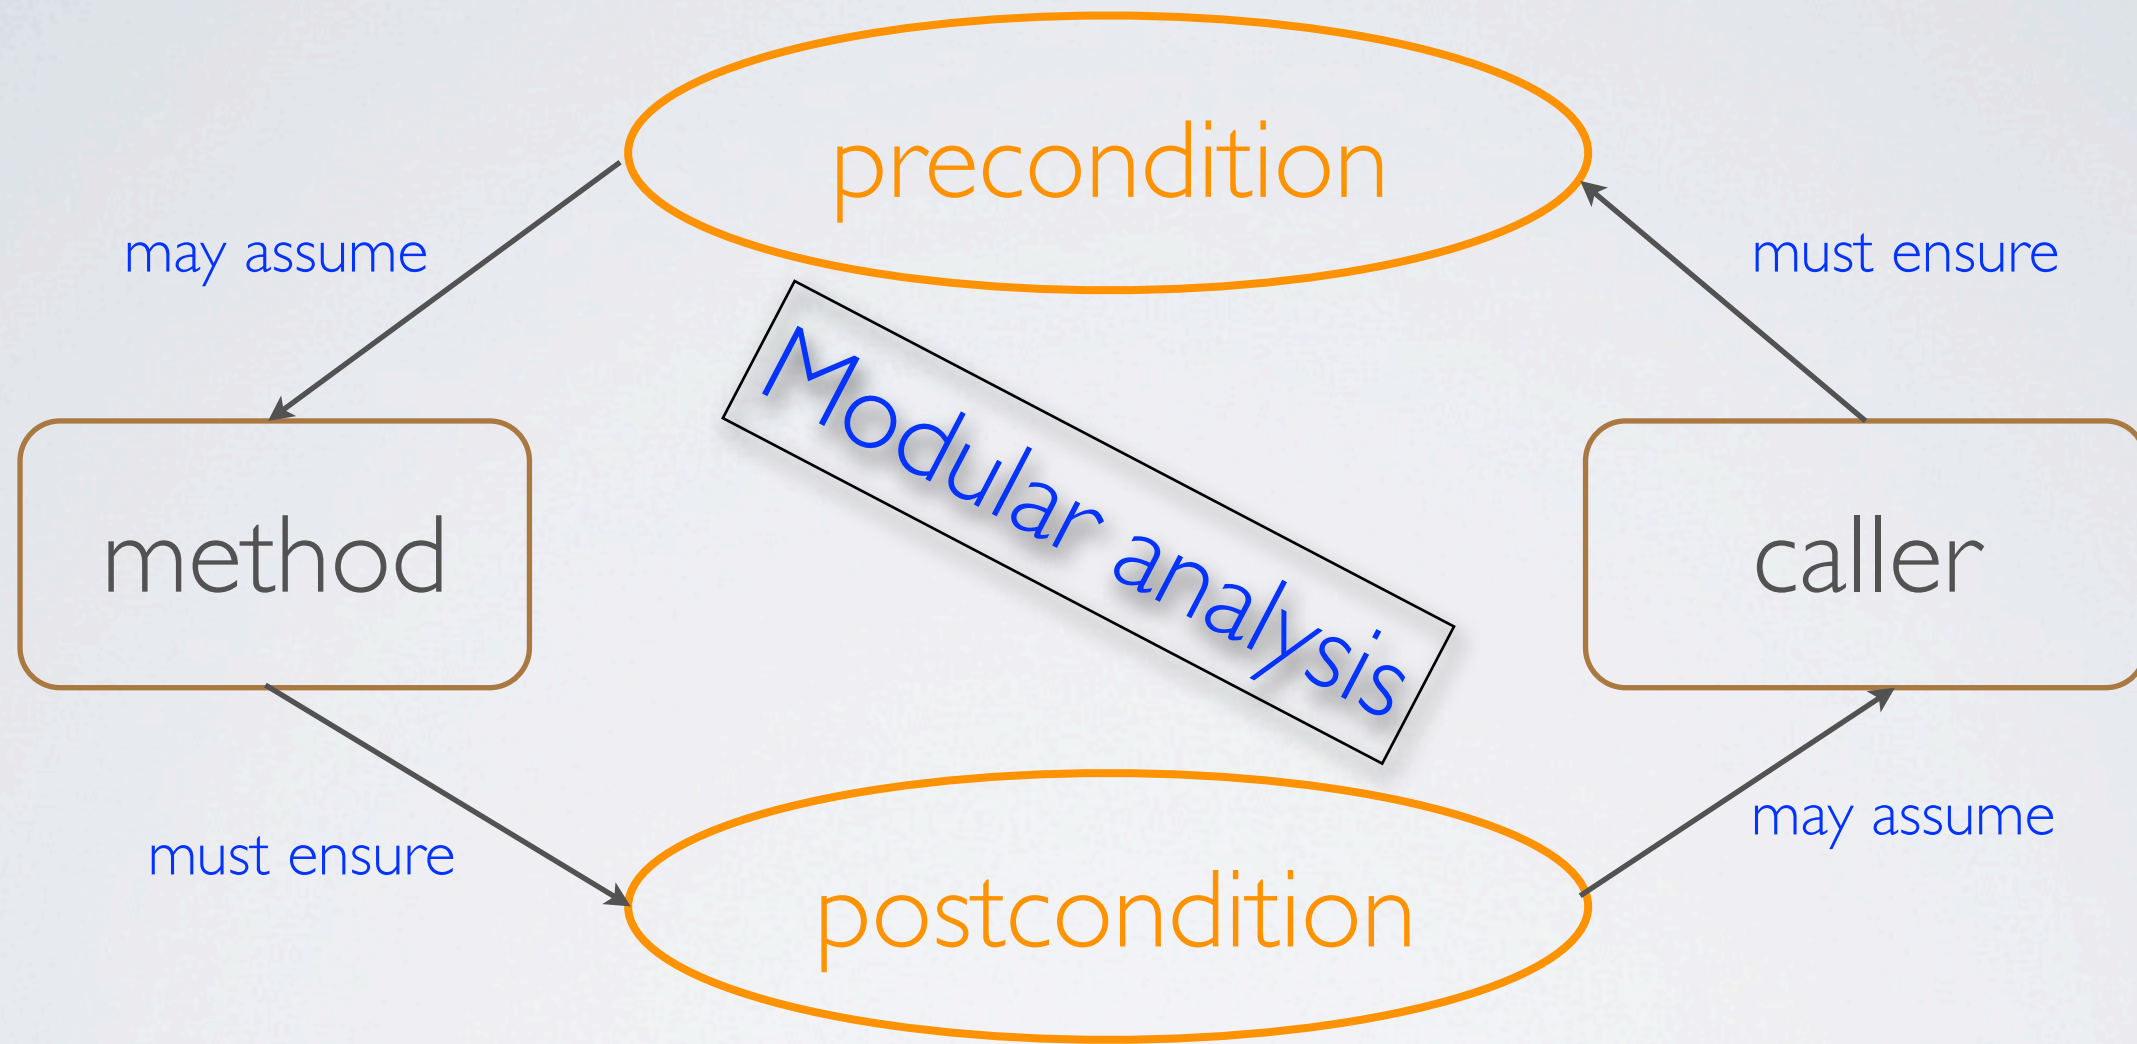 precondition
may assume
must ensure
Modular analysis
method
caller
must ensure
may assume
postcondition